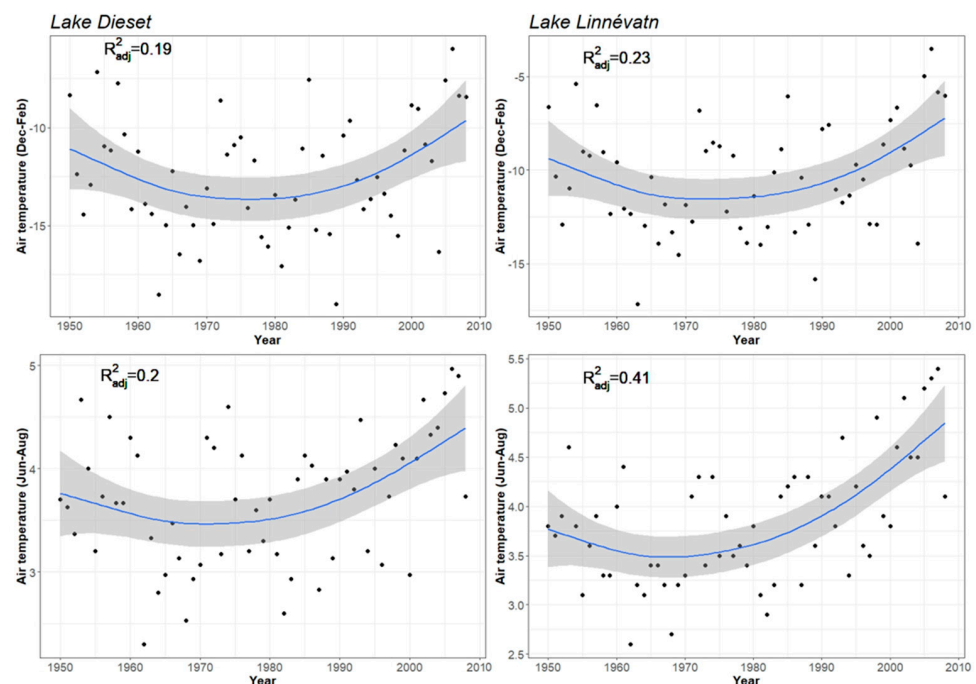 Lake Dieset
Lake Linnévatn
R²adj=0.19
Air temperature (Dec-Feb)
-10
-15
1950 1960 1970 1980 1990 2000 2010
Year
R²adj=0.23
Air temperature (Dec-Feb)
-5
-10
-15
1950 1960 1970 1980 1990 2000 2010
Year
R²adj=0.2
Air temperature (Jun-Aug)
5
4
3
1950 1960 1970 1980 1990 2000 2010
Year
R²adj=0.41
Air temperature (Jun-Aug)
5.5
5.0
4.5
4.0
3.5
3.0
2.5
1950 1960 1970 1980 1990 2000 2010
Year